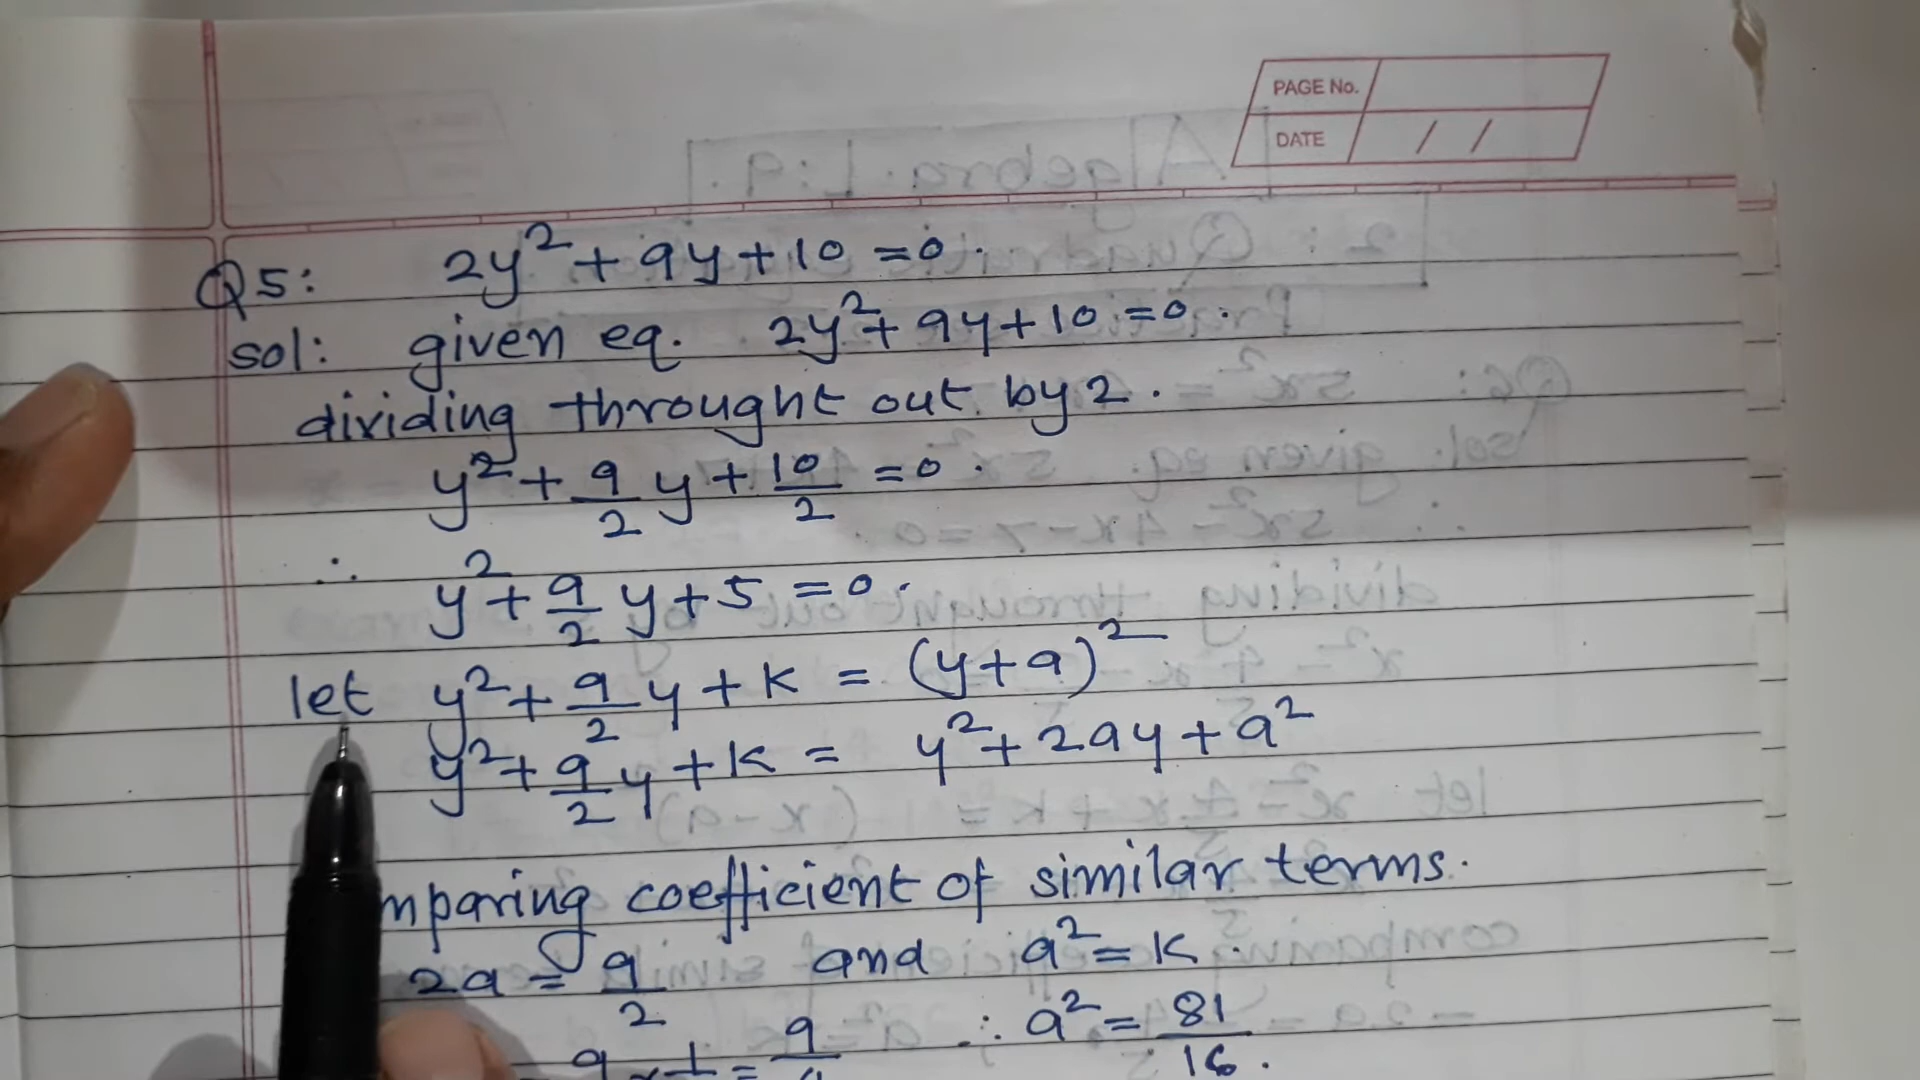 PAGE No.
DATE / /
Q5: 2y² + 9y + 10 = 0.
sol: given eq. 2y² + 9y + 10 = 0.
dividing throught out by 2.
y² + 9/2 y + 10/2 = 0.
∴ y² + 9/2 y + 5 = 0.
let y² + 9/2 y + k = (y + a)²
y² + 9/2 y + k = y² + 2ay + a²
mparing coefficient of similar terms.
2a = 9/2 and a² = k.
∴ a² = 81/16.